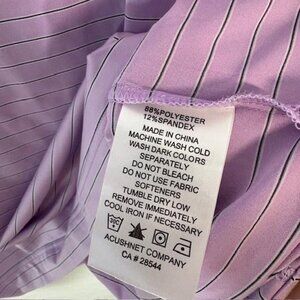 88%POLYESTER
12%SPANDEX
MADE IN CHINA
MACHINE WASH COLD
WASH DARK COLORS
SEPARATELY
DO NOT BLEACH
DO NOT USE FABRIC
SOFTENERS
TUMBLE DRY LOW
REMOVE IMMEDIATELY
COOL IRON IF NECESSARY
ACUSHNET COMPANY
CA # 28544